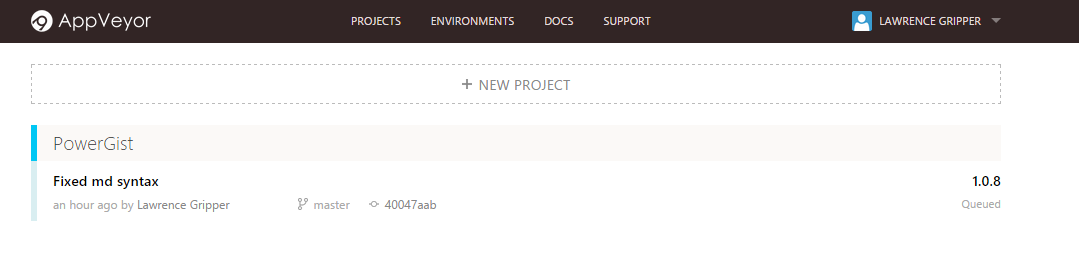 AppVeyor PROJECTS ENVIRONMENTS DOCS SUPPORT LAWRENCE GRIPPER
+ NEW PROJECT
PowerGist
Fixed md syntax 1.0.8
an hour ago by Lawrence Gripper master 40047aab Queued